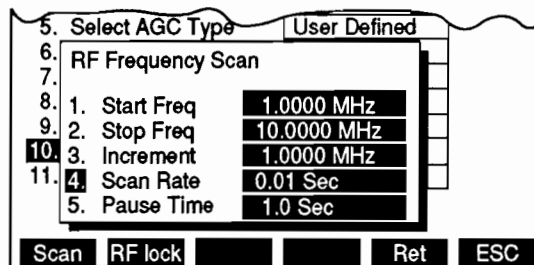 5. Select AGC Type User Defined
6.
7.
8.
9.
10.
11.
RF Frequency Scan
1. Start Freq 1.0000 MHz
2. Stop Freq 10.0000 MHz
3. Increment 1.0000 MHz
4. Scan Rate 0.01 Sec
5. Pause Time 1.0 Sec
Scan RF lock Ret ESC